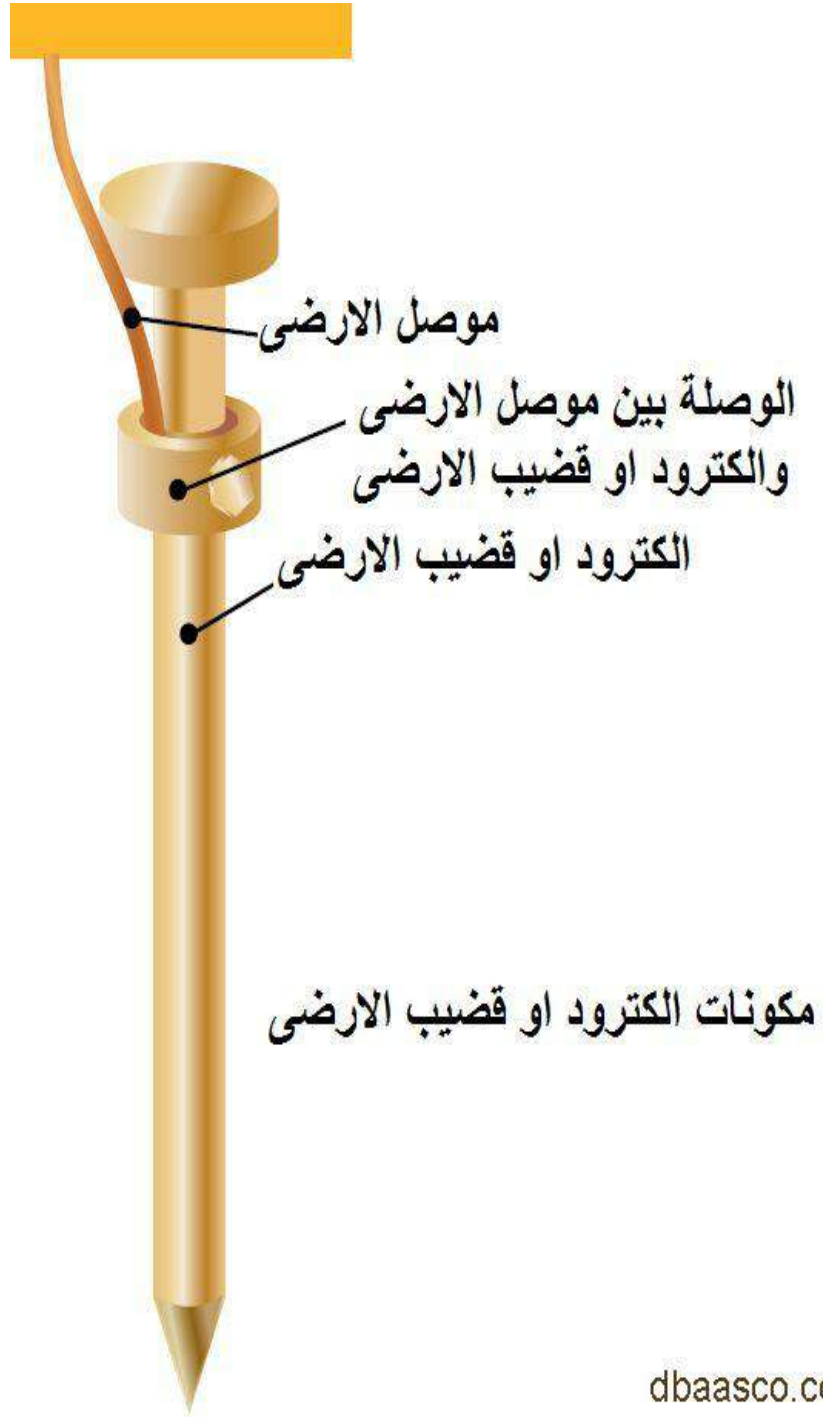 موصل الارضى
الوصلة بين موصل الارضى
والكترود او قضيب الارضى
الكترود او قضيب الارضى
مكونات الكترود او قضيب الارضى